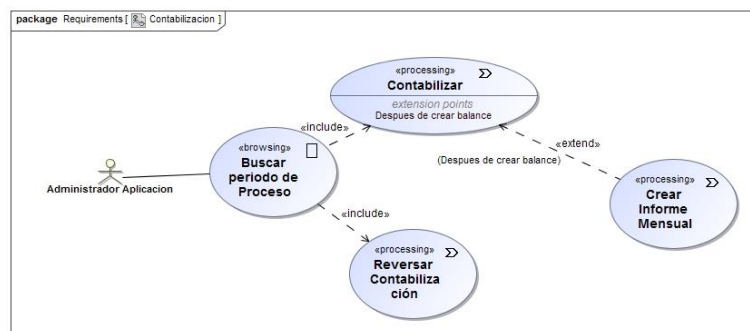 package Requirements [ Contabilizacion ]
«processing»
Contabilizar
extension points
Despues de crear balance
«include»
«extend»
«browsing»
Buscar
periodo de
Proceso
(Despues de crear balance)
Administrador Aplicacion
«processing»
Crear
Informe
Mensual
«include»
«processing»
Reversar
Contabiliza
ción